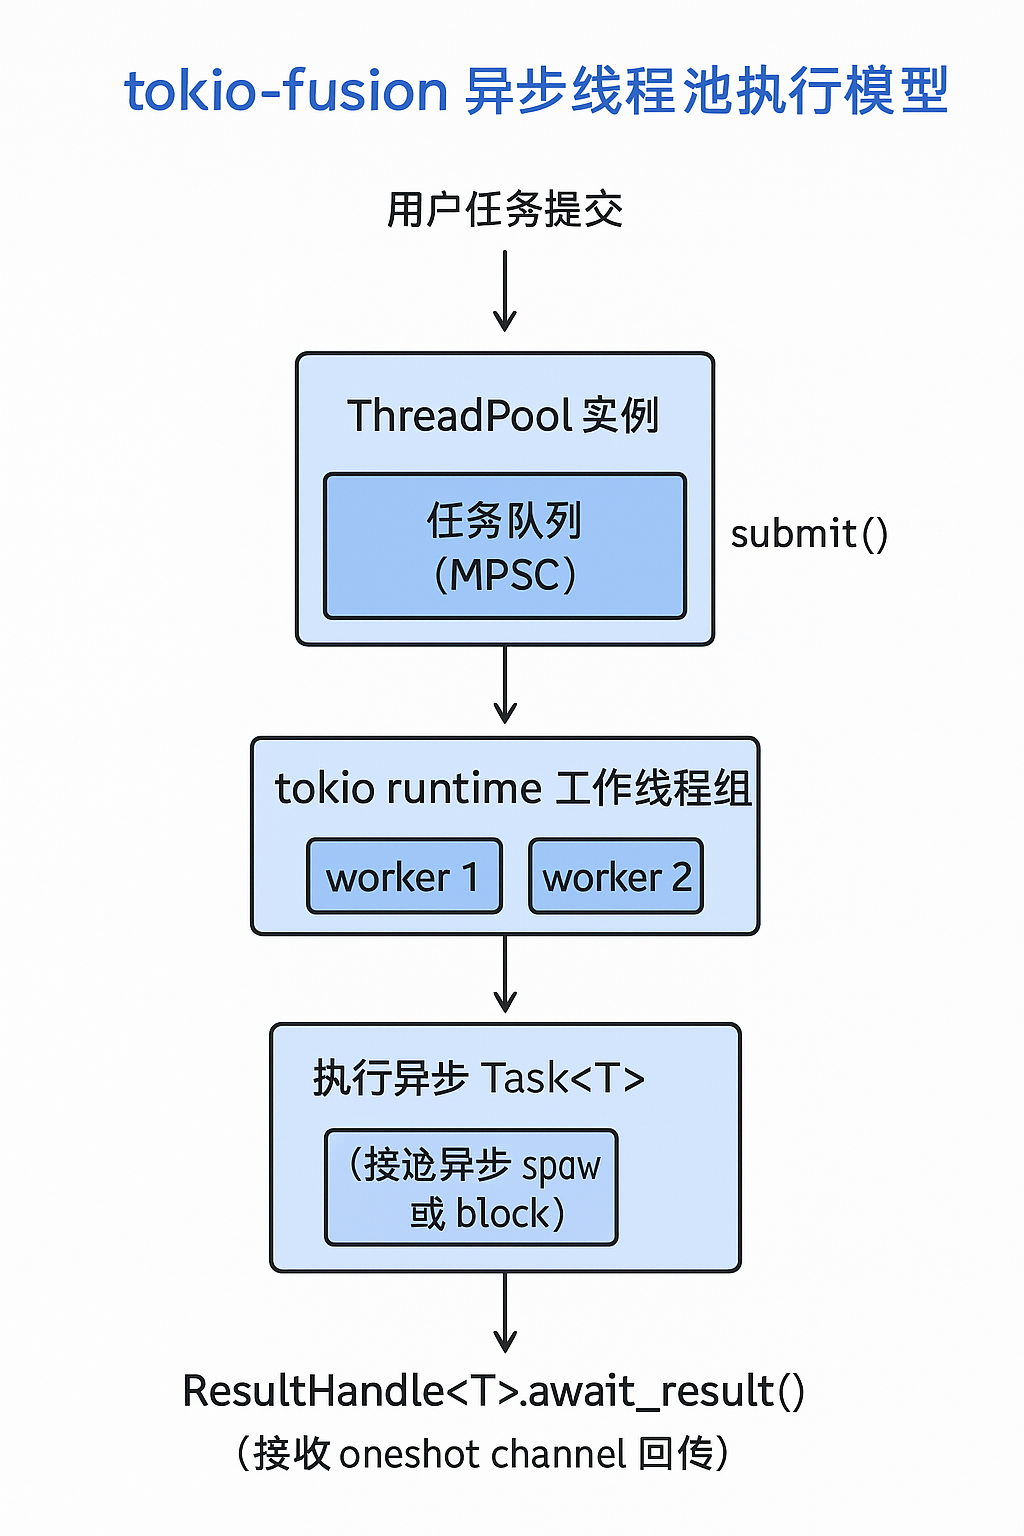 tokio-fusion 异步线程池执行模型
用户任务提交
ThreadPool 实例
任务队列
（MPSC）
submit()
tokio runtime 工作线程组
worker 1
worker 2
执行异步 Task<T>
（接异步 spaw
或 block）
ResultHandle<T>.await_result()
（接收 oneshot channel 回传）